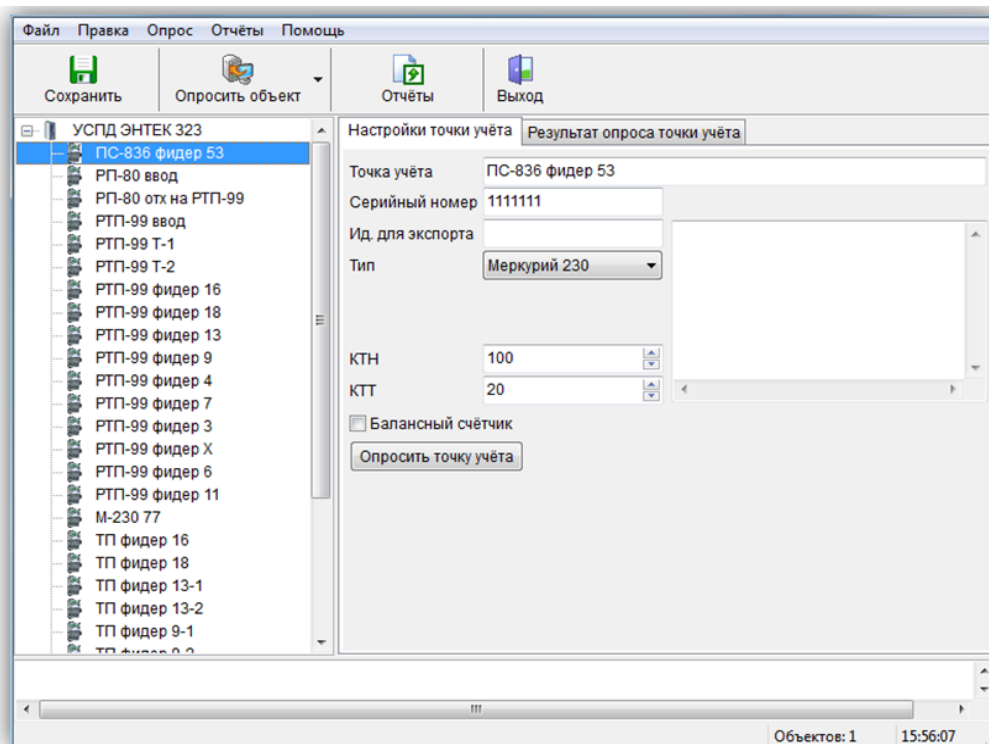 Файл Правка Опрос Отчёты Помощь
Сохранить Опросить объект Отчёты Выход
УСПД ЭНТЕК 323
ПС-836 фидер 53
РП-80 ввод
РП-80 отх на РТП-99
РТП-99 ввод
РТП-99 Т-1
РТП-99 Т-2
РТП-99 фидер 16
РТП-99 фидер 18
РТП-99 фидер 13
РТП-99 фидер 9
РТП-99 фидер 4
РТП-99 фидер 7
РТП-99 фидер 3
РТП-99 фидер Х
РТП-99 фидер 6
РТП-99 фидер 11
М-230 77
ТП фидер 16
ТП фидер 18
ТП фидер 13-1
ТП фидер 13-2
ТП фидер 9-1
ТП фидер 9-2
Настройки точки учёта Результат опроса точки учёта
Точка учёта ПС-836 фидер 53
Серийный номер 1111111
Ид. для экспорта
Тип Меркурий 230
КТН 100
КТТ 20
Балансный счётчик
Опросить точку учёта
Объектов: 1 15:56:07